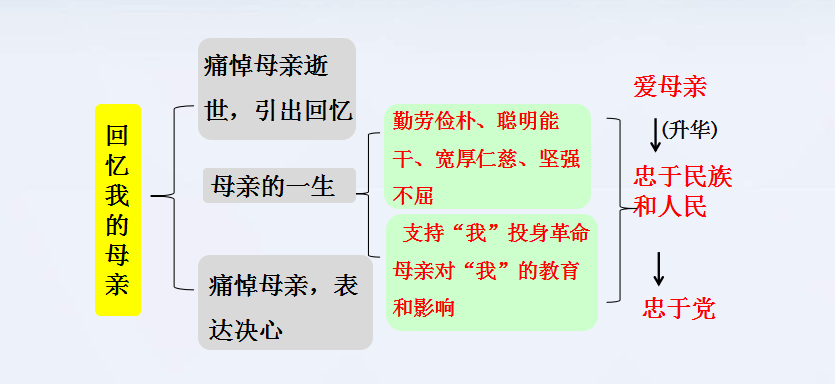 回忆我的母亲
痛悼母亲逝
世，引出回忆
母亲的一生
痛悼母亲，表
达决心
勤劳俭朴、聪明能
干、宽厚仁慈、坚强
不屈
支持“我”投身革命
母亲对“我”的教育
和影响
爱母亲
(升华)
忠于民族
和人民
忠于党